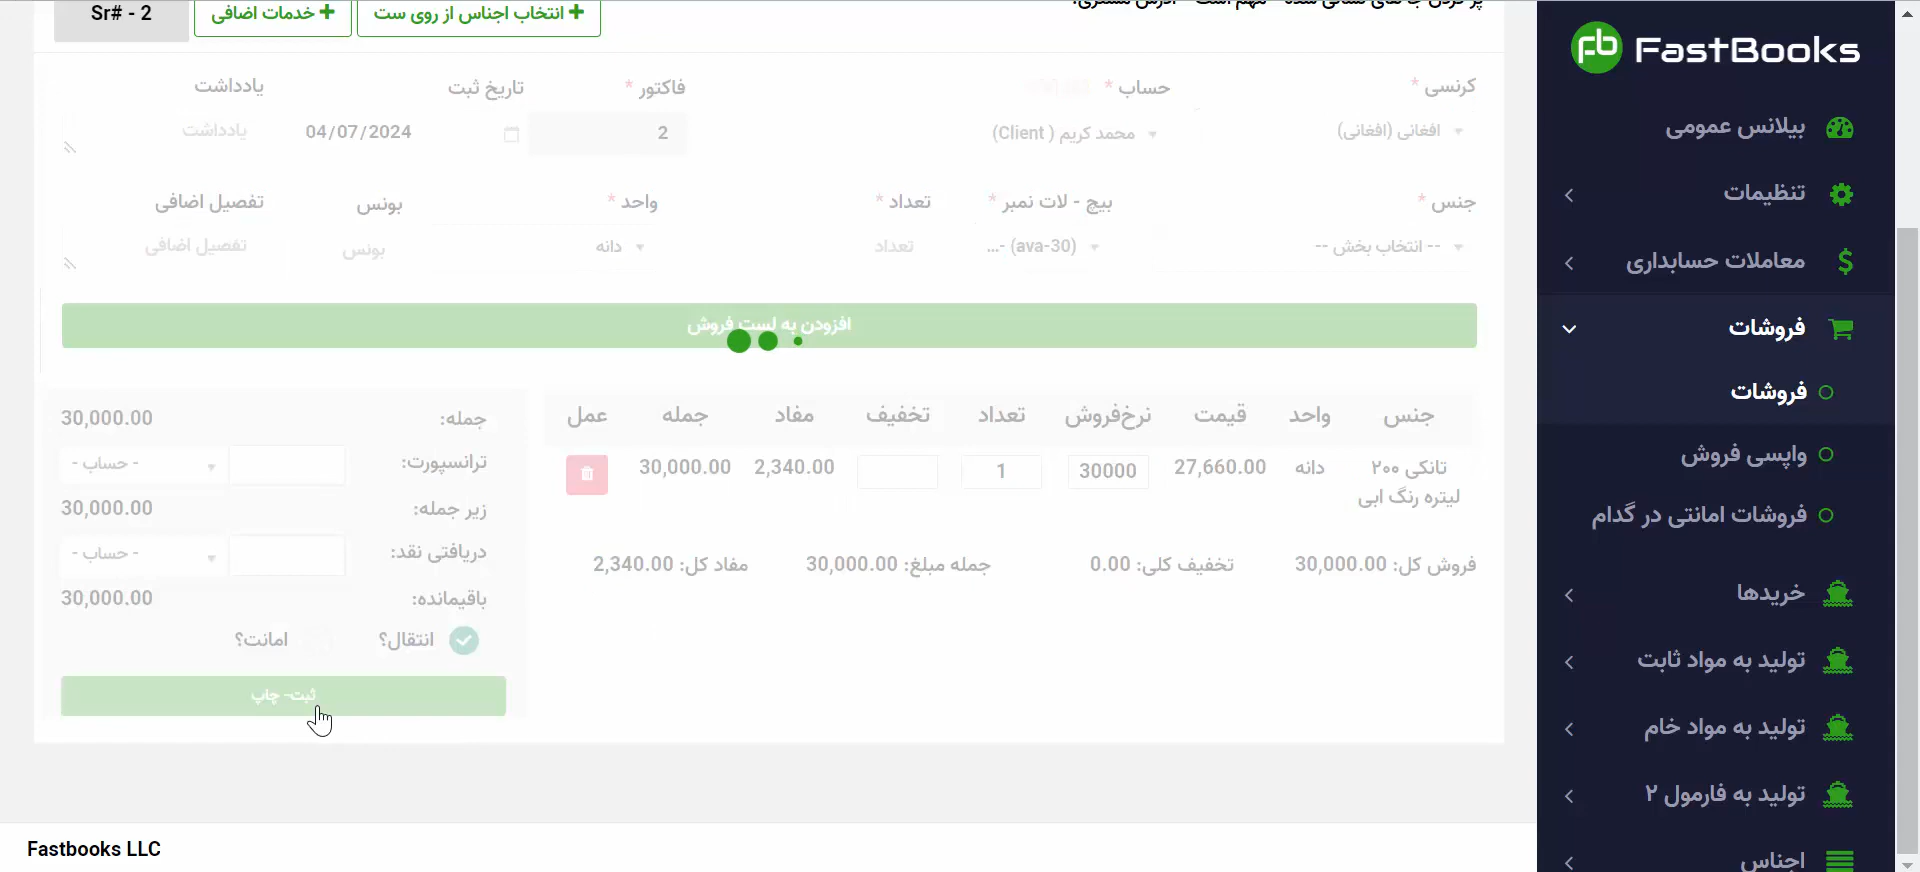 FastBooks
بیلانس عمومی
تنظیمات
معاملات حسابداری
فروشات
فروشات
واپسی فروش
فروشات امانتی در گدام
خریدها
تولید به مواد ثابت
تولید به مواد خام
تولید به فارمول ۲
اجناس
انتخاب اجناس از روی ست
خدمات اضافی
Sr# - 2
کرنسی *
حساب *
فاکتور *
تاریخ ثبت
یادداشت
افغانی (افغانی)
محمد کریم ( Client)
2
04/07/2024
یادداشت
جنس *
بیچ - لات نمبر *
تعداد *
واحد *
بونس
تفصیل اضافی
-- انتخاب بخش --
(ava-30) -...
تعداد
دانه
بونس
تفصیل اضافی
افزودن به لست فروش
جنس واحد قیمت نرخ‌فروش تعداد تخفیف مفاد جمله عمل
تانکی ۲۰۰ لیتره رنگ ابی
دانه 27,660.00 30000 1 2,340.00 30,000.00
فروش کل: 30,000.00
تخفیف کلی: 0.00
جمله مبلغ: 30,000.00
مفاد کل: 2,340.00
جمله: 30,000.00
ترانسپورت: - حساب -
زیر جمله: 30,000.00
دریافتی نقد: - حساب -
باقیمانده: 30,000.00
انتقال؟ امانت؟
ثبت- چاپ
Fastbooks LLC